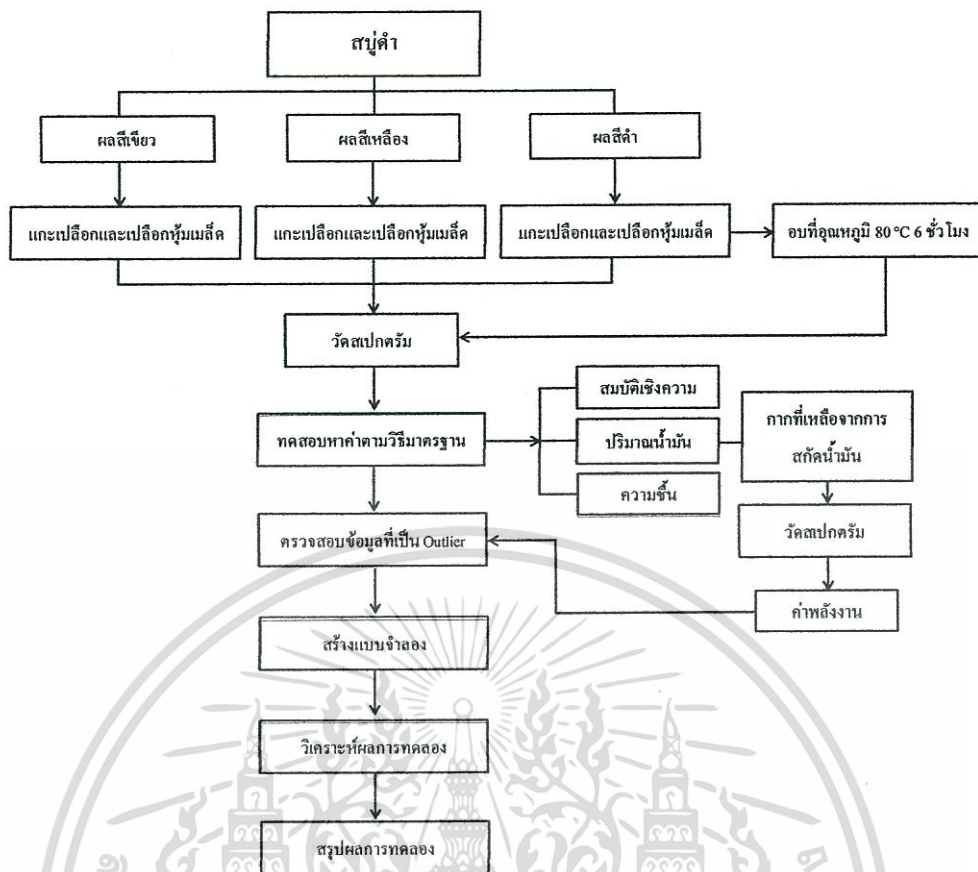 สบู่ดำ
ผลสีเขียว
ผลสีเหลือง
ผลสีดำ
แกะเปลือกและเปลือกหุ้มเมล็ด
แกะเปลือกและเปลือกหุ้มเมล็ด
แกะเปลือกและเปลือกหุ้มเมล็ด
อบที่อุณหภูมิ 80 °C 6 ชั่วโมง
วัดสเปกตรัม
ทดสอบหาค่าตามวิธีมาตรฐาน
สมบัติเชิงความ
ปริมาณน้ำมัน
ความชื้น
กากที่เหลือจากการ
สกัดน้ำมัน
วัดสเปกตรัม
ค่าพลังงาน
ตรวจสอบข้อมูลที่เป็น Outlier
สร้างแบบจำลอง
วิเคราะห์ผลการทดลอง
สรุปผลการทดลอง